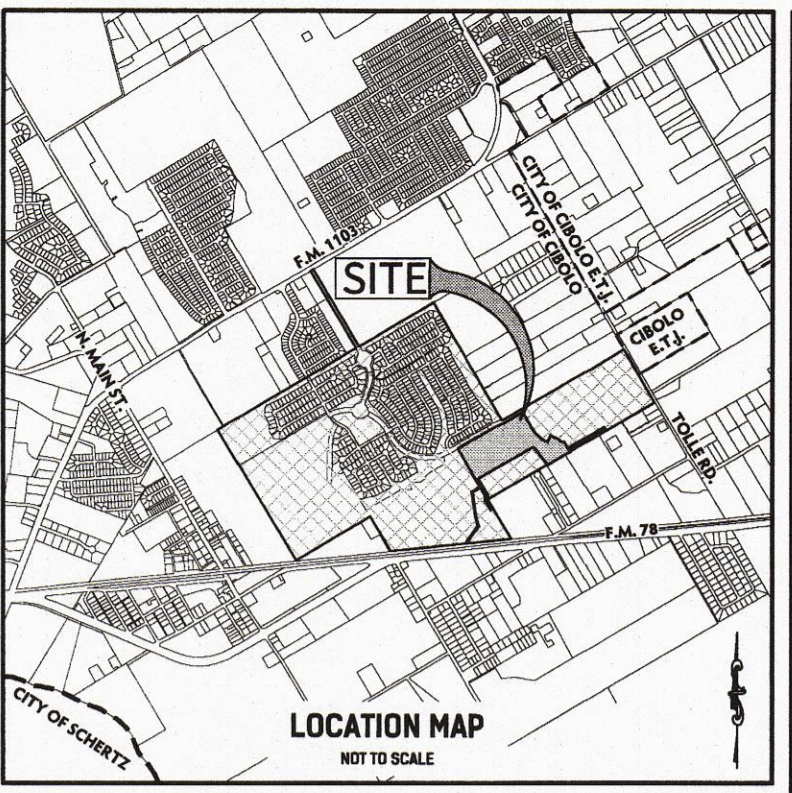 CITY OF CIBOLO E.T.J.
CITY OF CIBOLO
F.M. 1103
SITE
CIBOLO
E.T.J.
N. MAIN ST.
TOLLE RD.
F.M. 78
CITY OF SCHERTZ
LOCATION MAP
NOT TO SCALE